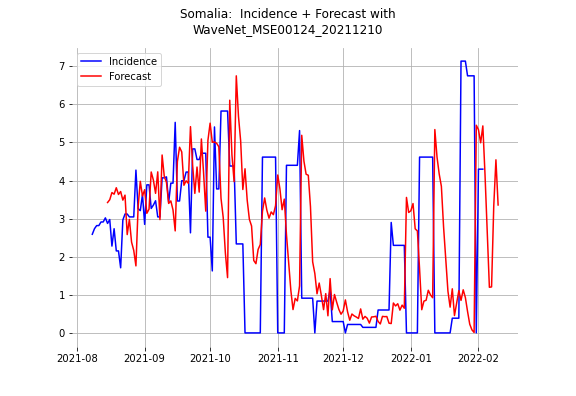 Somalia:  Incidence + Forecast with
WaveNet_MSE00124_20211210
Incidence
Forecast
7
6
5
4
3
2
1
0
2021-08 2021-09 2021-10 2021-11 2021-12 2022-01 2022-02